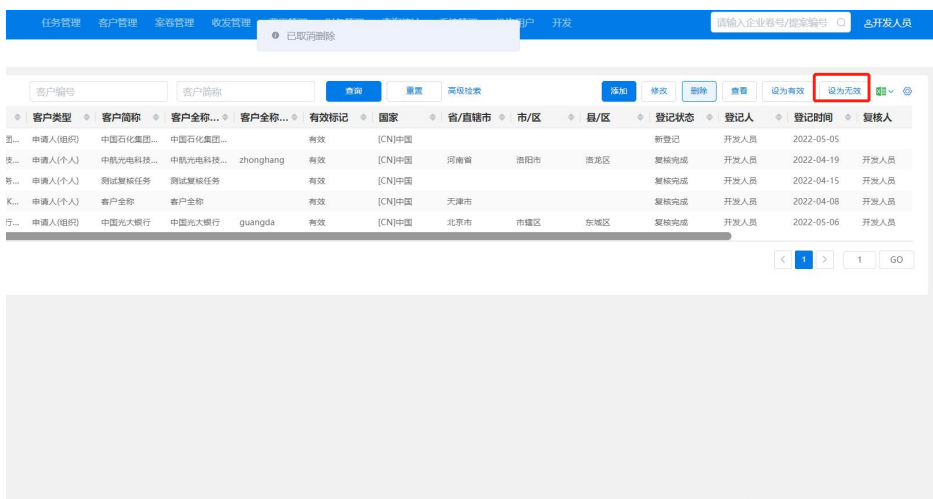 任务管理 客户管理 案卷管理 收发管理 开发 请输入企业卷号/提案编号 开发人员
已取消删除
客户编号 客户简称 查询 重置 高级检索 添加 修改 删除 查看 设为有效 设为无效
客户类型 客户简称 客户全称... 客户全称... 有效标记 国家 省/直辖市 市/区 县/区 登记状态 登记人 登记时间 复核人
团... 申请人(组织) 中国石化集团... 中国石化集团... 有效 [CN]中国 新登记 开发人员 2022-05-05
技... 申请人(个人) 中航光电科技... 中航光电科技... zhonghang 有效 [CN]中国 河南省 洛阳市 洛龙区 复核完成 开发人员 2022-04-19 开发人员
务... 申请人(个人) 测试复核任务 测试复核任务 有效 [CN]中国 复核完成 开发人员 2022-04-15 开发人员
K... 申请人(个人) 客户全称 客户全称 有效 [CN]中国 天津市 复核完成 开发人员 2022-04-08 开发人员
行... 申请人(组织) 中国光大银行 中国光大银行 guangda 有效 [CN]中国 北京市 市辖区 东城区 复核完成 开发人员 2022-05-06 开发人员
< 1 > 1 GO